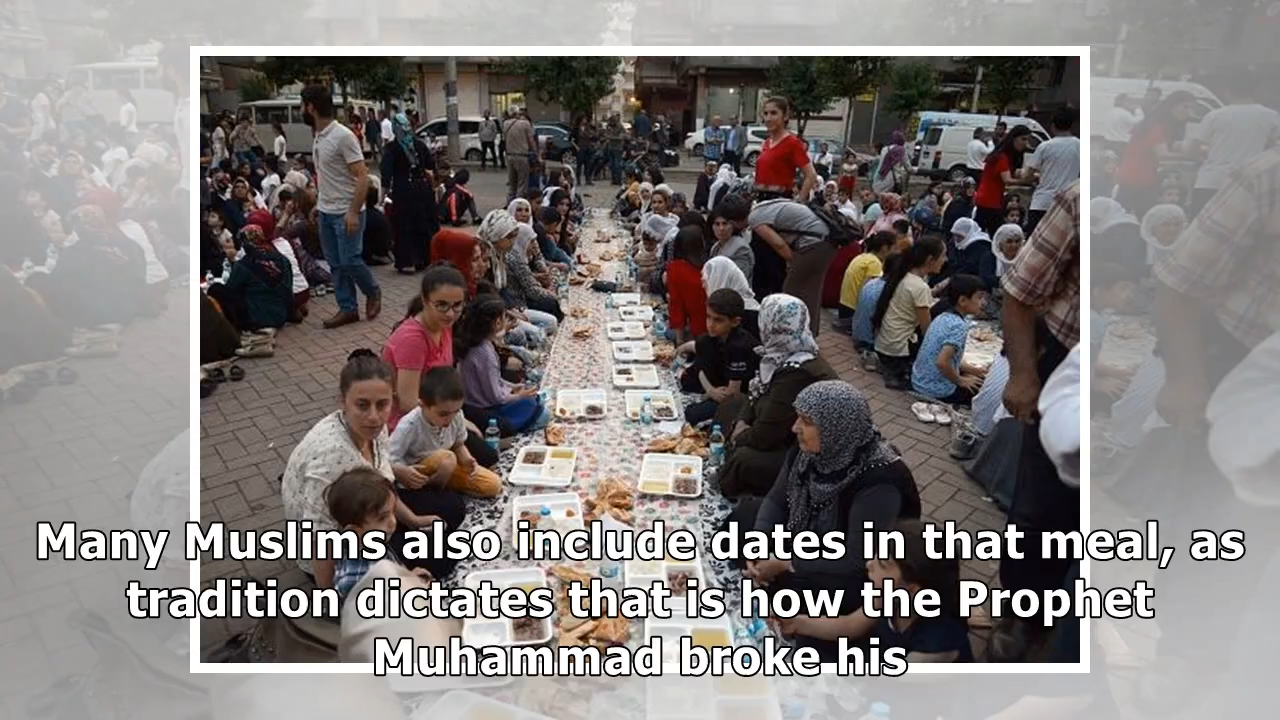 Many Muslims also include dates in that meal, as
tradition dictates that is how the Prophet
Muhammad broke his